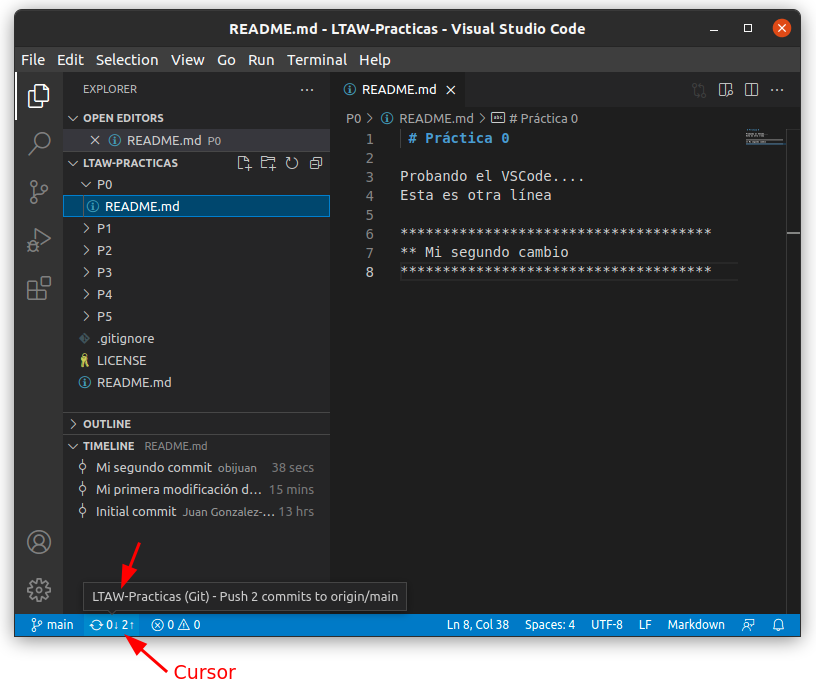 README.md - LTAW-Practicas - Visual Studio Code
File Edit Selection View Go Run Terminal Help
EXPLORER
OPEN EDITORS
README.md P0
LTAW-PRACTICAS
P0
README.md
P1
P2
P3
P4
P5
.gitignore
LICENSE
README.md
OUTLINE
TIMELINE README.md
Mi segundo commit obijuan 38 secs
Mi primera modificación d... 15 mins
Initial commit Juan Gonzalez-... 13 hrs
README.md
P0 > README.md > # Práctica 0
1 # Práctica 0
2
3 Probando el VSCode....
4 Esta es otra línea
5
6 *************************************
7 ** Mi segundo cambio
8 *************************************
LTAW-Practicas (Git) - Push 2 commits to origin/main
main 0↓ 2↑ 0 0 Ln 8, Col 38 Spaces: 4 UTF-8 LF Markdown
Cursor